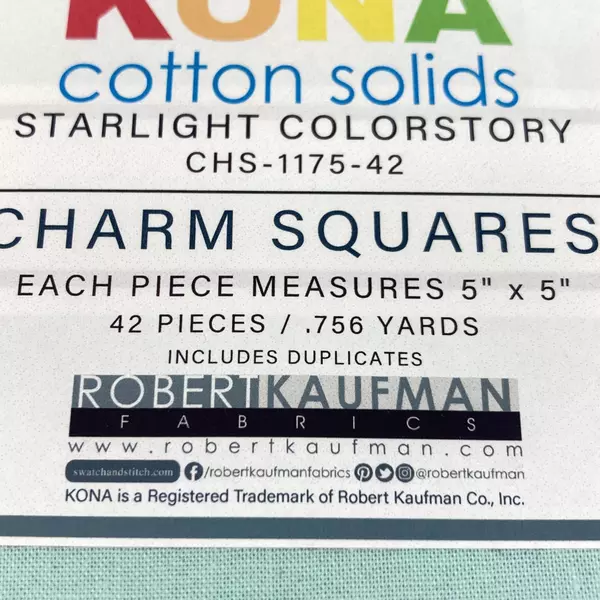 KONA
cotton solids
STARLIGHT COLORSTORY
CHS-1175-42
CHARM SQUARES
EACH PIECE MEASURES 5" x 5"
42 PIECES / .756 YARDS
INCLUDES DUPLICATES
ROBERTKAUFMAN
FABRICS
www.robertkaufman.com
swatchandstitch.com /robertkaufmanfabrics @robertkaufman
KONA is a Registered Trademark of Robert Kaufman Co., Inc.